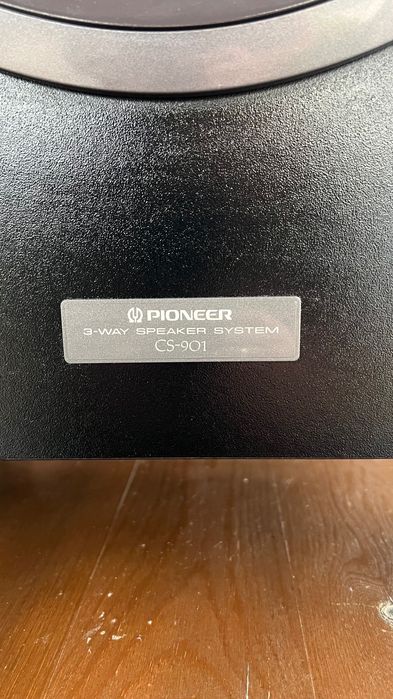 PIONEER
3-WAY SPEAKER SYSTEM
CS-901